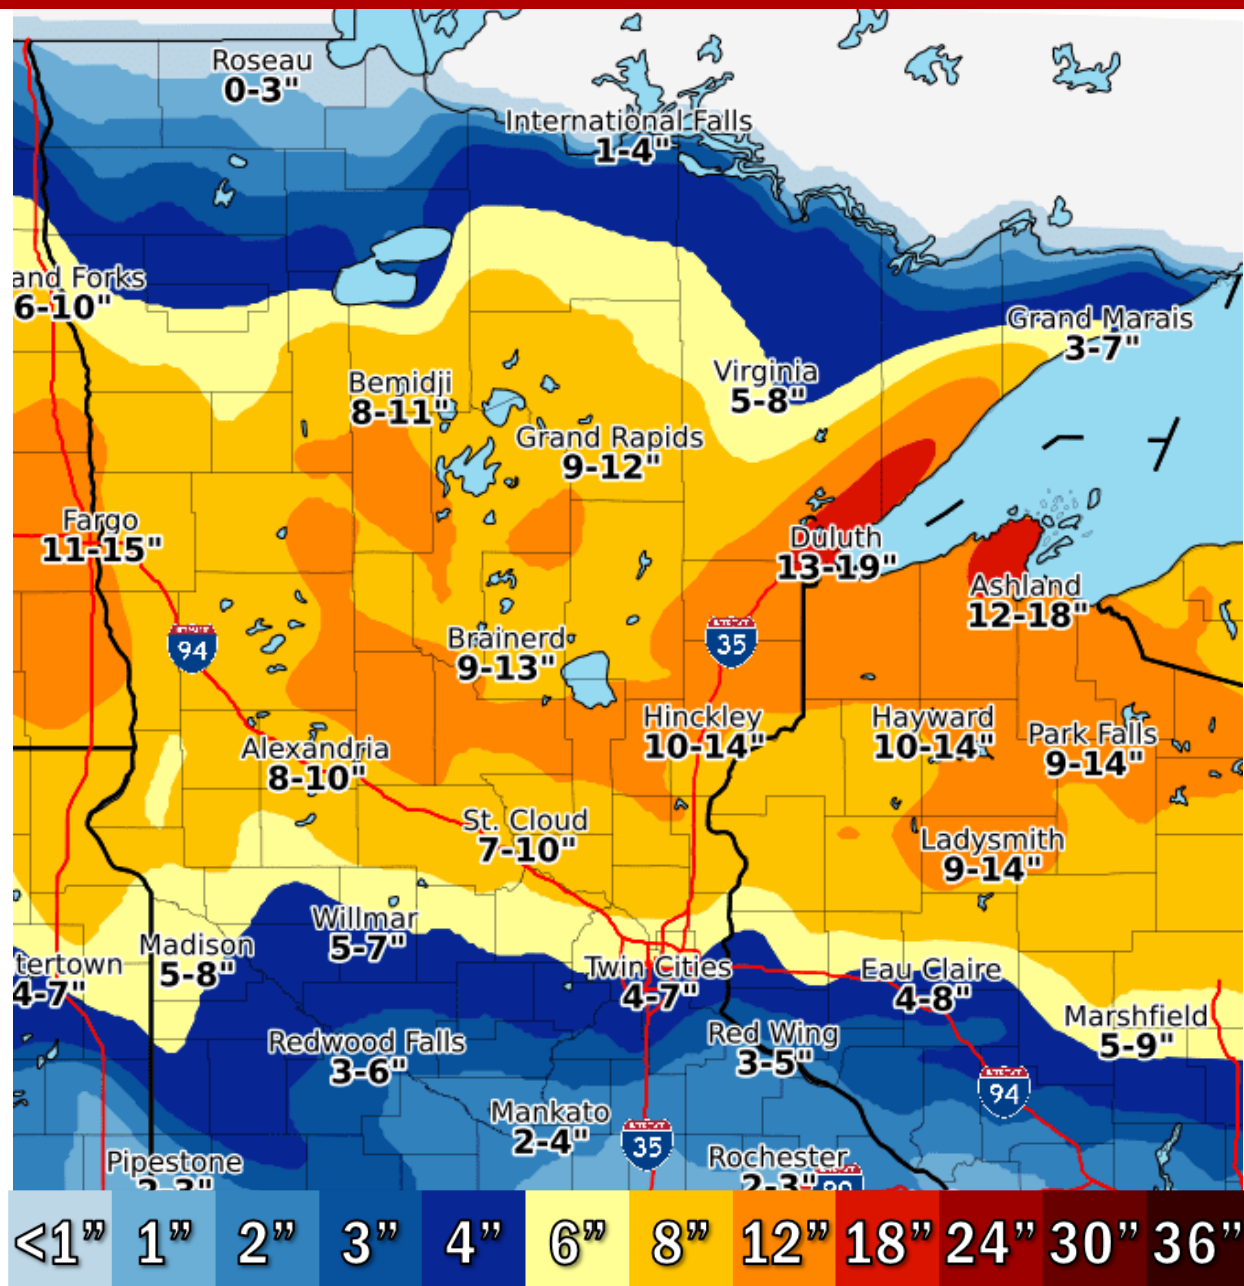 Roseau
0-3"
International Falls
1-4"
and Forks
6-10"
Grand Marais
3-7"
Virginia
5-8"
Bemidji
8-11"
Grand Rapids
9-12"
Fargo
11-15"
Duluth
13-19"
Ashland
12-18"
94
35
Brainerd
9-13"
Hinckley
10-14"
Hayward
10-14"
Park Falls
9-14"
Alexandria
8-10"
St. Cloud
7-10"
Ladysmith
9-14"
Willmar
5-7"
Madison
5-8"
tertown
4-7"
Twin Cities
4-7"
Eau Claire
4-8"
Marshfield
5-9"
Redwood Falls
3-6"
Red Wing
3-5"
94
Mankato
2-4"
35
Pipestone
2-3"
Rochester
2-3"
90
<1” 1” 2” 3” 4” 6” 8” 12” 18” 24” 30” 36”